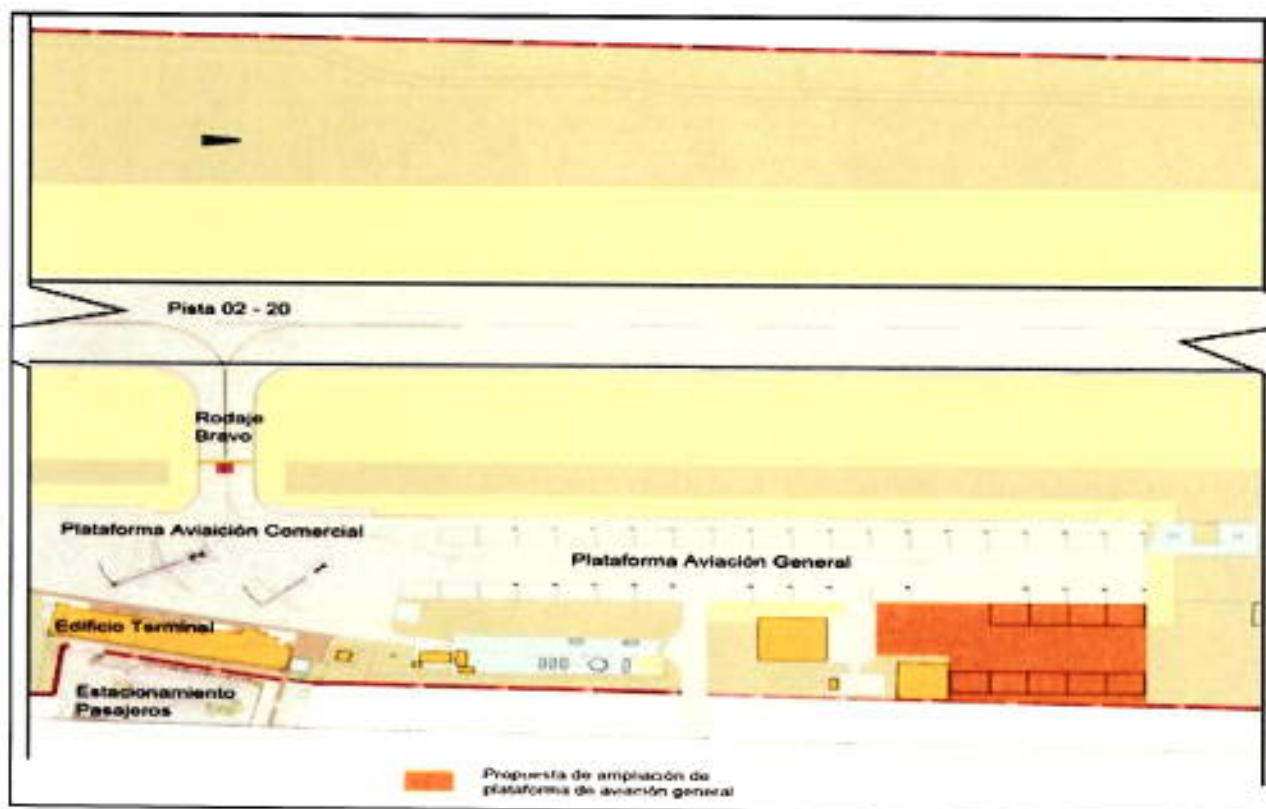 Pista 02 - 20
Rodaje
Bravo
Plataforma Aviaición Comercial
Plataforma Aviación General
Edificio Terminal
Estacionamiento
Pasajeros
Propuesta de ampliación de
plataforma de aviación general